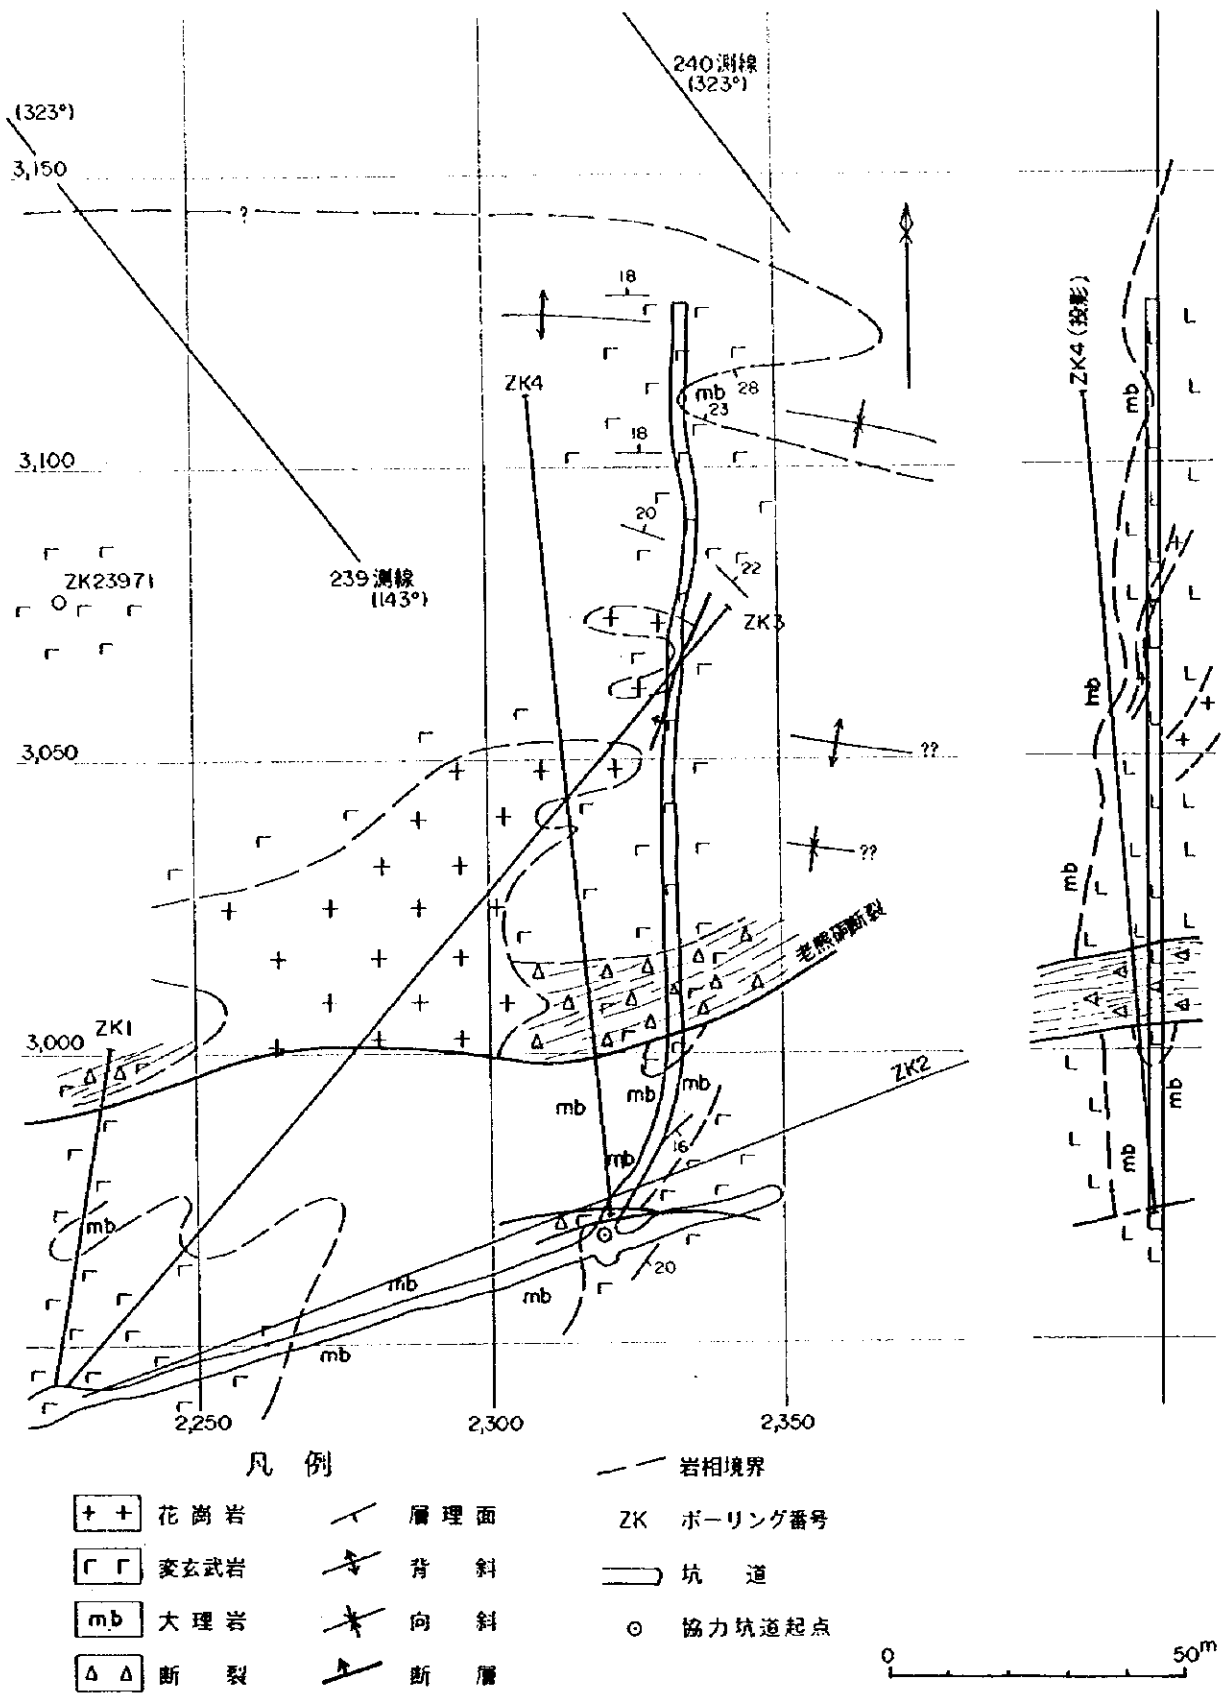 240測線
(323°)
(323°)
3,150
?
18
ZK4
mb
28
23
18
3,100
20
22
ZK23971
239測線
(143°)
ZK3
3,050
??
??
3,000
ZK1
ZK2
mb
mb
mb
mb
16
mb
mb
20
mb
mb
2,250
2,300
2,350
ZK4(投影)
mb
mb
mb
mb
mb
凡例
花崗岩
変玄武岩
mb 大理岩
断裂
層理面
背斜
向斜
断層
岩相境界
ZK ボーリング番号
坑道
協力坑道起点
0 50m